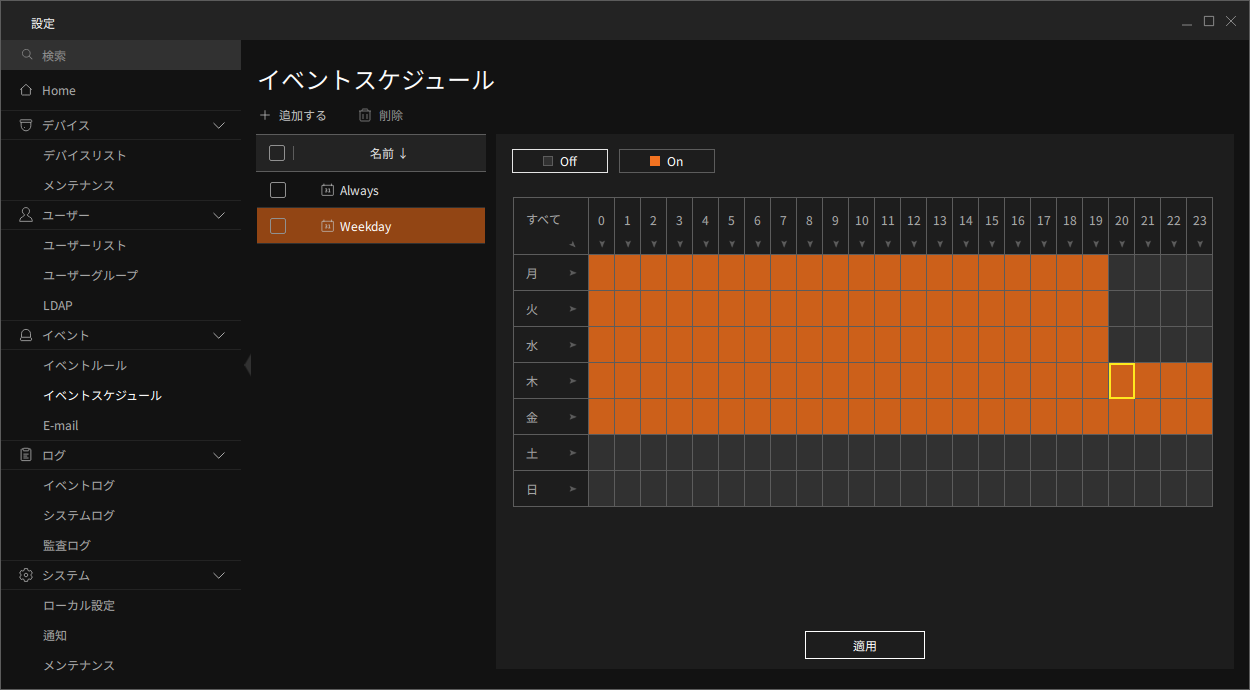 設定
検索
Home
デバイス
デバイスリスト
メンテナンス
ユーザー
ユーザーリスト
ユーザーグループ
LDAP
イベント
イベントルール
イベントスケジュール
E-mail
ログ
イベントログ
システムログ
監査ログ
システム
ローカル設定
通知
メンテナンス
イベントスケジュール
追加する 削除
名前 ↓
31 Always
31 Weekday
Off On
すべて 0 1 2 3 4 5 6 7 8 9 10 11 12 13 14 15 16 17 18 19 20 21 22 23
月
火
水
木
金
土
日
適用